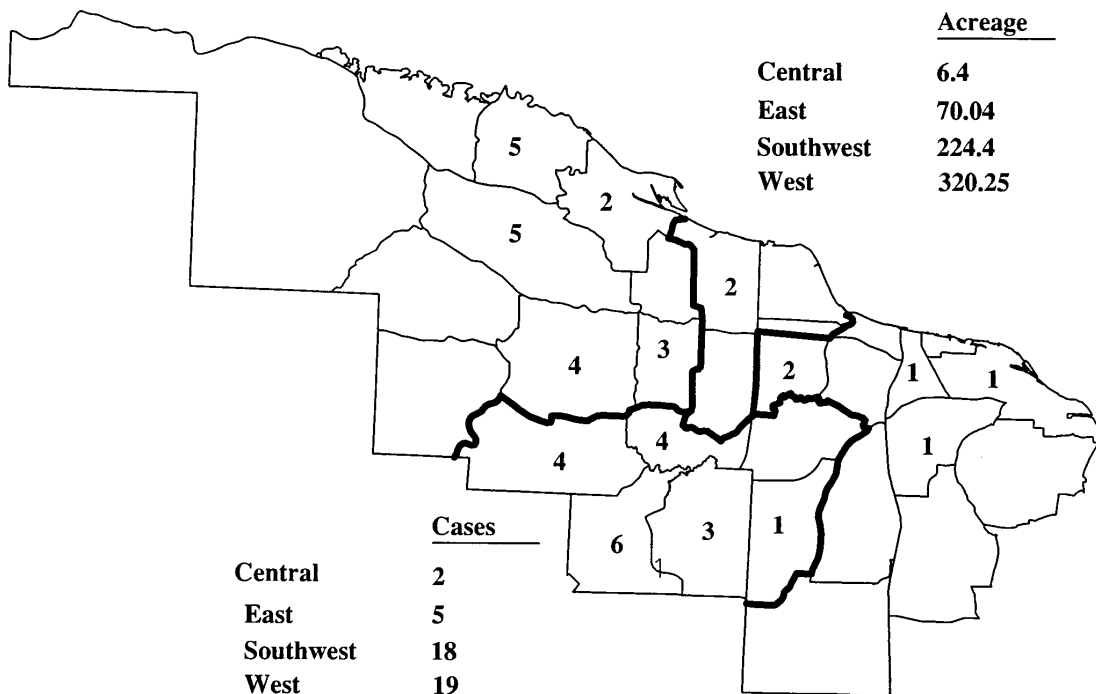 Acreage
Central 6.4
East 70.04
Southwest 224.4
West 320.25
5
2
5
2
3
4
2
1
1
4
4
1
6
3
1
Cases
Central 2
East 5
Southwest 18
West 19